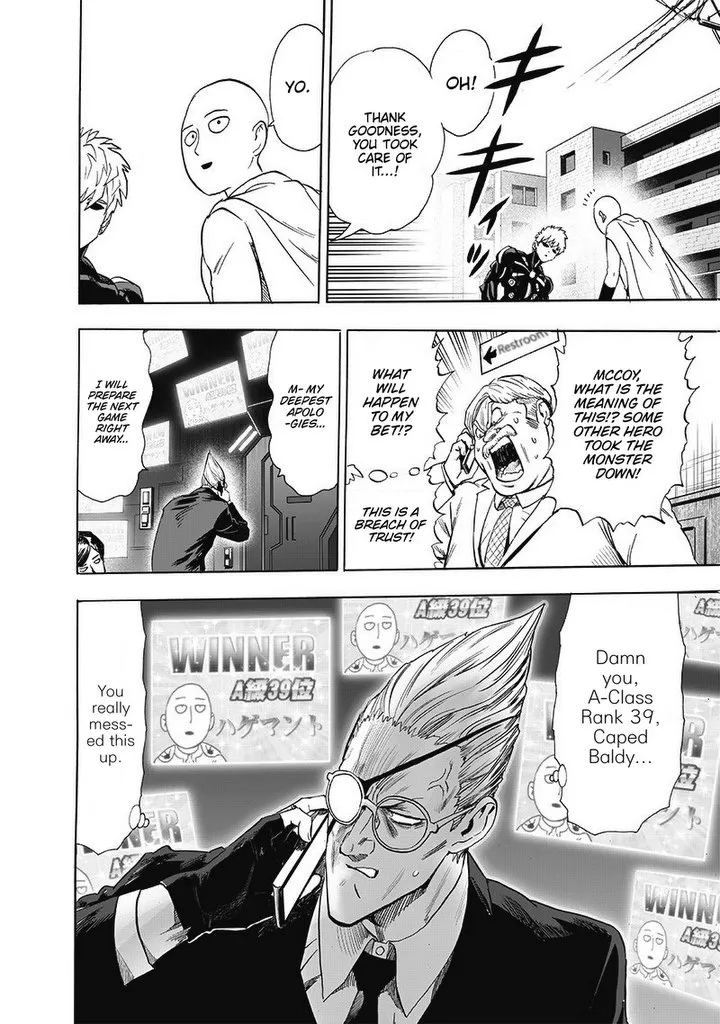 OH!
THANK
GOODNESS,
YOU TOOK
CARE OF
IT...!
キ
キ
ッ
YO.
Restroom
MCCOY,
WHAT IS THE
MEANING OF
THIS!? SOME
OTHER HERO
TOOK THE
MONSTER
DOWN!
WHAT
WILL
HAPPEN
TO MY
BET!?
THIS IS A
BREACH OF
TRUST!
M- MY
DEEPEST
APOLO
-GIES...
I WILL
PREPARE
THE NEXT
GAME
RIGHT
AWAY..
WINNER
Damn
you,
A-Class
Rank 39,
Caped
Baldy...
You
really
mess-
ed this
up.
WINNER
A級39位
ハゲマント
A級39位
ハゲマント
WINNER
A級
WINNER
A級39位
ハゲマント